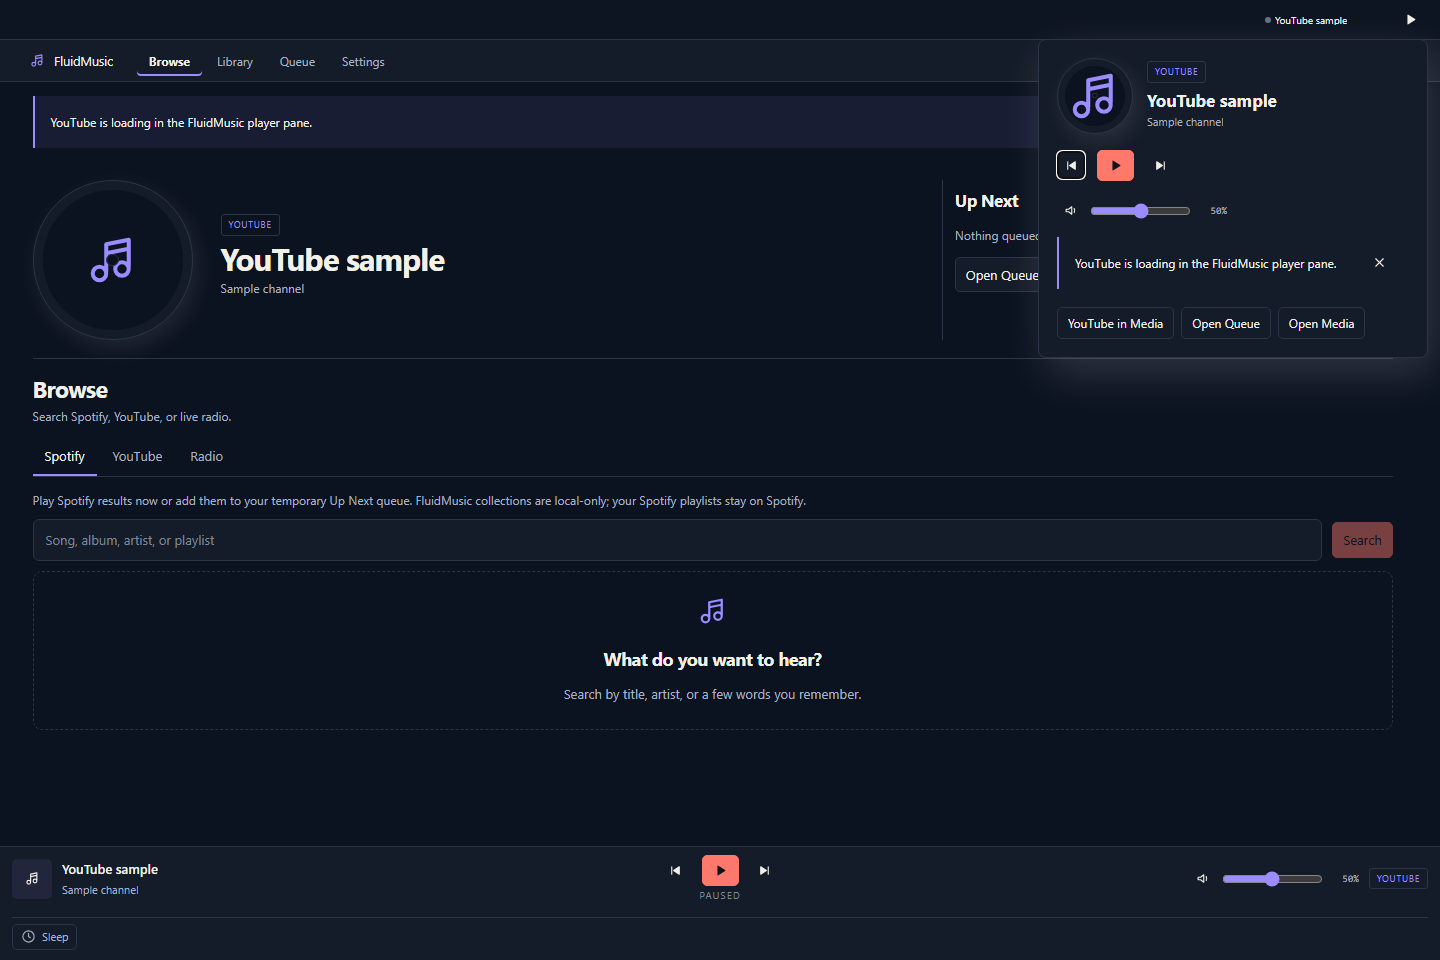 YouTube sample
FluidMusic
Browse
Library
Queue
Settings
YouTube is loading in the FluidMusic player pane.
YOUTUBE
YouTube sample
Sample channel
Up Next
Nothing queued
Open Queue
YOUTUBE
YouTube sample
Sample channel
50%
YouTube is loading in the FluidMusic player pane.
YouTube in Media
Open Queue
Open Media
Browse
Search Spotify, YouTube, or live radio.
Spotify
YouTube
Radio
Play Spotify results now or add them to your temporary Up Next queue. FluidMusic collections are local-only; your Spotify playlists stay on Spotify.
Song, album, artist, or playlist
Search
What do you want to hear?
Search by title, artist, or a few words you remember.
YouTube sample
Sample channel
PAUSED
50%
YOUTUBE
Sleep